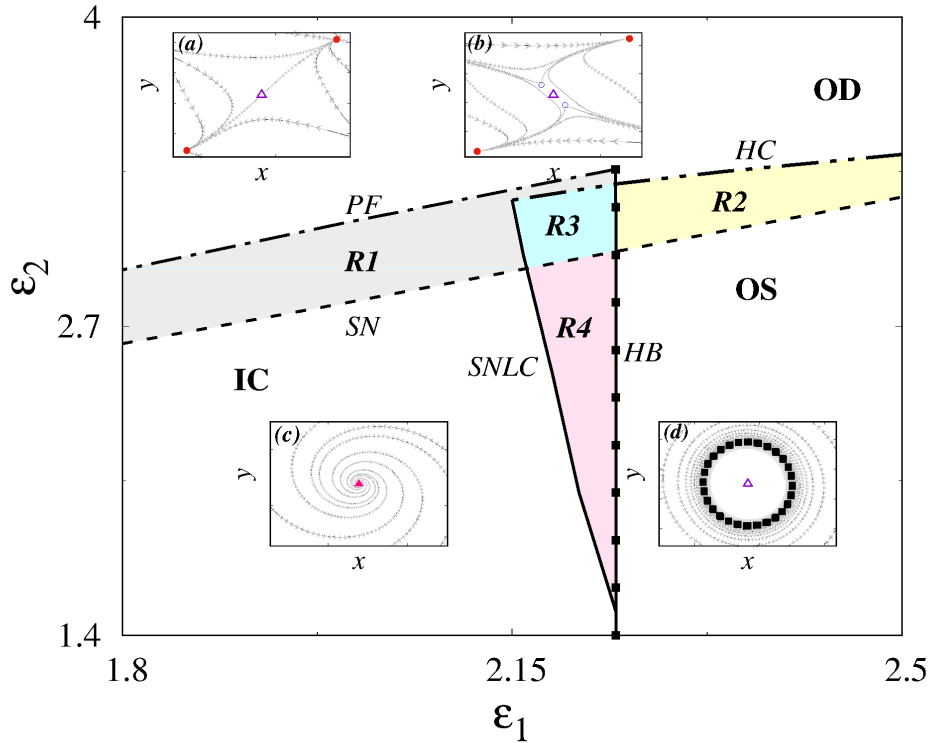 4
(a)
(b)
OD
y
y
x
x
HC
PF
R2
R3
R1
ε2
OS
2.7
SN
R4
SNLC
HB
IC
(c)
(d)
y
y
x
x
1.4
1.8
2.15
2.5
ε1